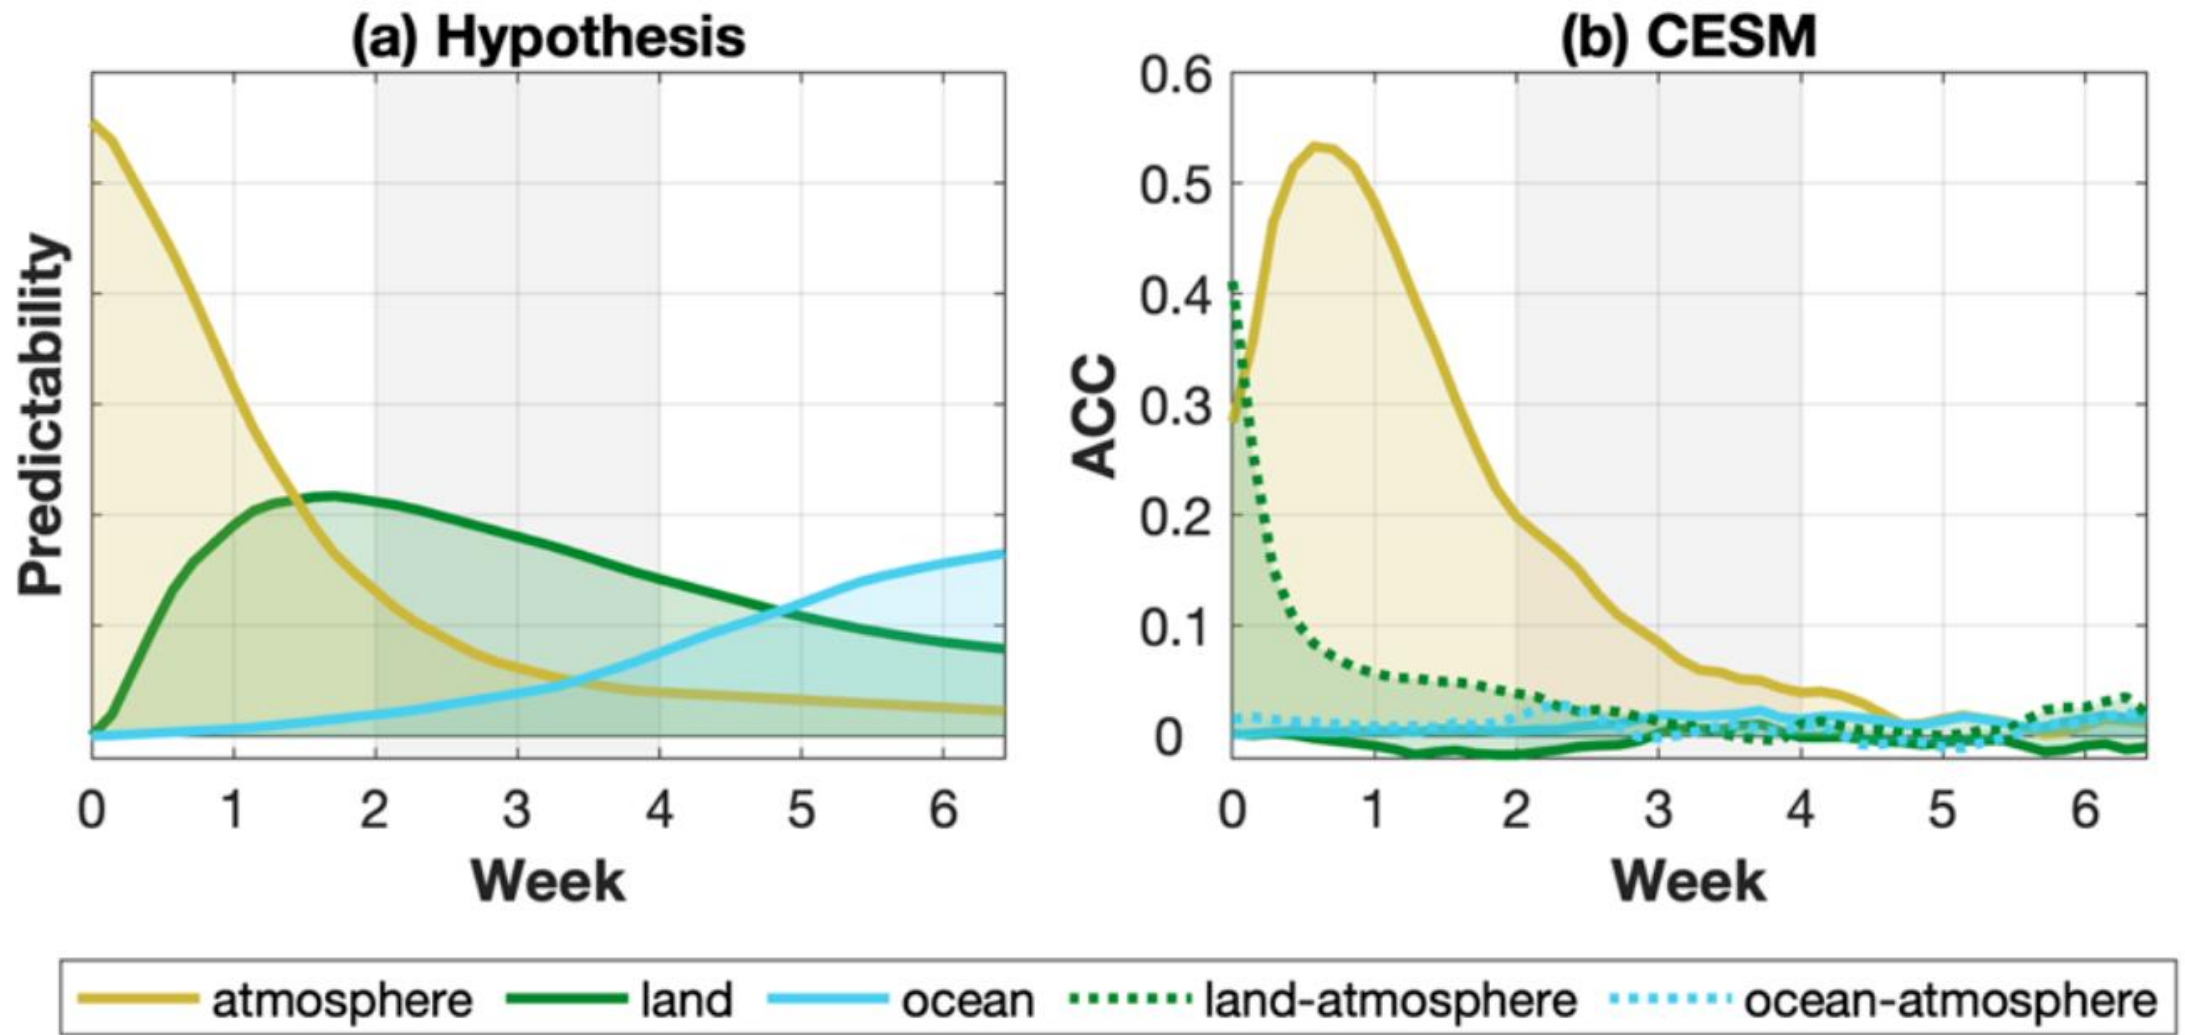 (a) Hypothesis
Predictability
0 1 2 3 4 5 6
Week
(b) CESM
ACC
0.6
0.5
0.4
0.3
0.2
0.1
0
0 1 2 3 4 5 6
Week
atmosphere land ocean land-atmosphere ocean-atmosphere